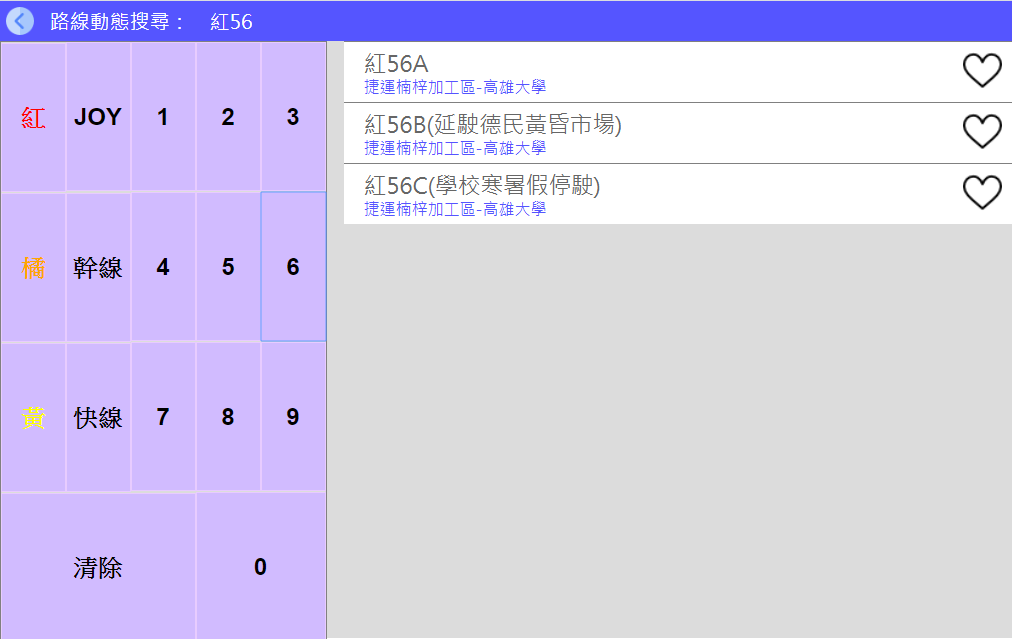 路線動態搜尋： 紅56
紅 JOY 1 2 3
橘 幹線 4 5 6
黃 快線 7 8 9
清除 0
紅56A
捷運楠梓加工區-高雄大學
紅56B(延駛德民黃昏市場)
捷運楠梓加工區-高雄大學
紅56C(學校寒暑假停駛)
捷運楠梓加工區-高雄大學